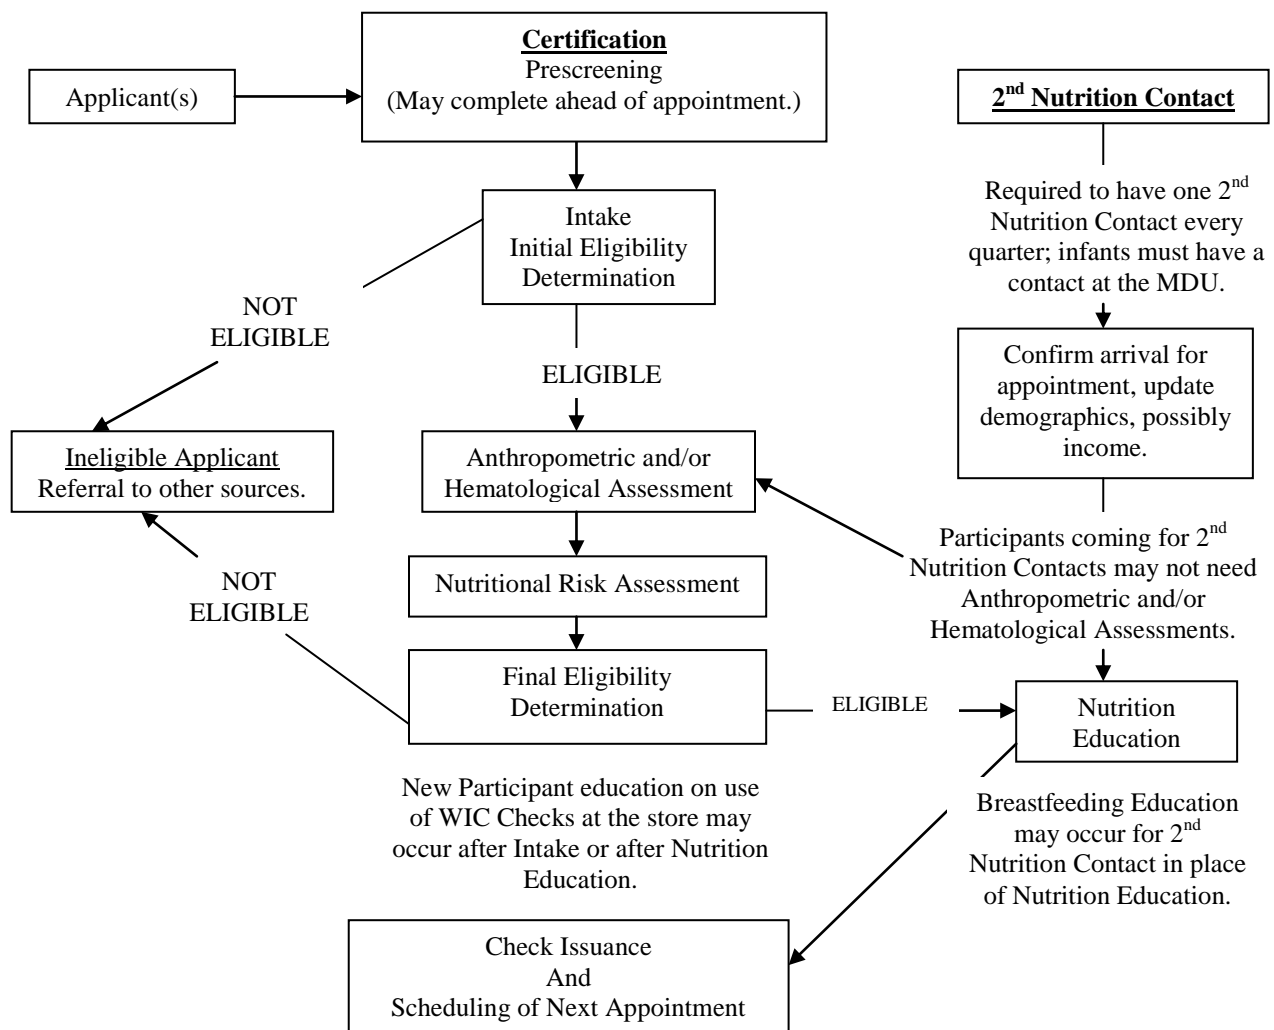 Certification
Prescreening
(May complete ahead of appointment.)
Applicant(s)
2nd Nutrition Contact
Required to have one 2nd
Nutrition Contact every
quarter; infants must have a
contact at the MDU.
Intake
Initial Eligibility
Determination
NOT
ELIGIBLE
ELIGIBLE
Confirm arrival for
appointment, update
demographics, possibly
income.
Ineligible Applicant
Referral to other sources.
Anthropometric and/or
Hematological Assessment
Participants coming for 2nd
Nutrition Contacts may not need
Anthropometric and/or
Hematological Assessments.
NOT
ELIGIBLE
Nutritional Risk Assessment
Final Eligibility
Determination
ELIGIBLE
Nutrition
Education
New Participant education on use
of WIC Checks at the store may
occur after Intake or after Nutrition
Education.
Breastfeeding Education
may occur for 2nd
Nutrition Contact in place
of Nutrition Education.
Check Issuance
And
Scheduling of Next Appointment